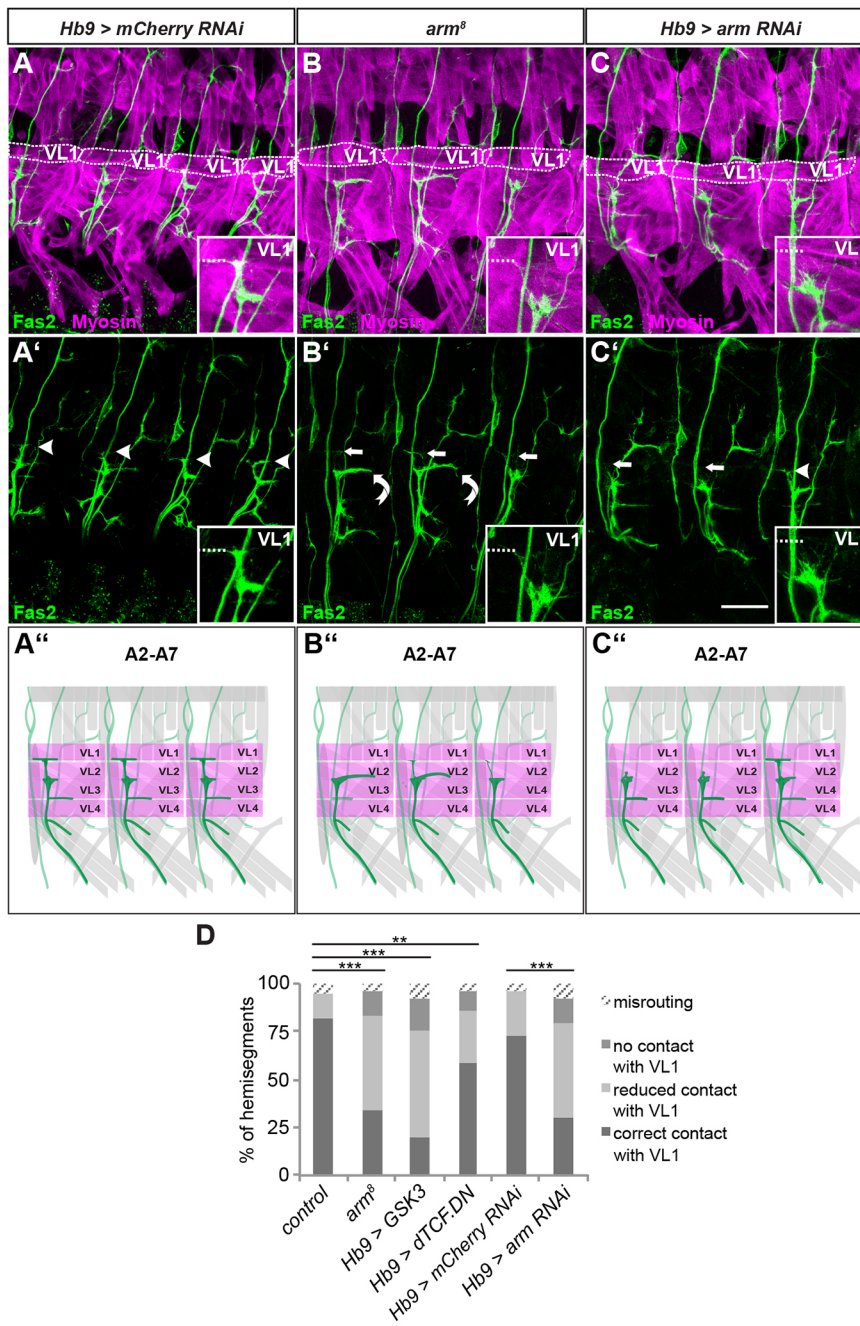 Hb9 > mCherry RNAi
arm⁸
Hb9 > arm RNAi
A
VL1
VL1
VL1
VL1
VL1
Fas2 Myosin
B
VL1
VL1
VL1
VL1
Fas2 Myosin
C
VL1
VL1
VL1
VL1
Fas2 Myosin
A‘
VL1
Fas2
B‘
VL1
Fas2
C‘
VL
Fas2
A“
A2-A7
VL1 VL1 VL1
VL2 VL2 VL2
VL3 VL3 VL3
VL4 VL4 VL4
B“
A2-A7
VL1 VL1 VL1
VL2 VL2 VL2
VL3 VL3 VL3
VL4 VL4 VL4
C“
A2-A7
VL1 VL1 VL1
VL2 VL2 VL2
VL3 VL3 VL3
VL4 VL4 VL4
D
**
***
***
***
% of hemisegments
100
75
50
25
0
control
arm⁸
Hb9 > GSK3
Hb9 > dTCF.DN
Hb9 > mCherry RNAi
Hb9 > arm RNAi
misrouting
no contact
with VL1
reduced contact
with VL1
correct contact
with VL1